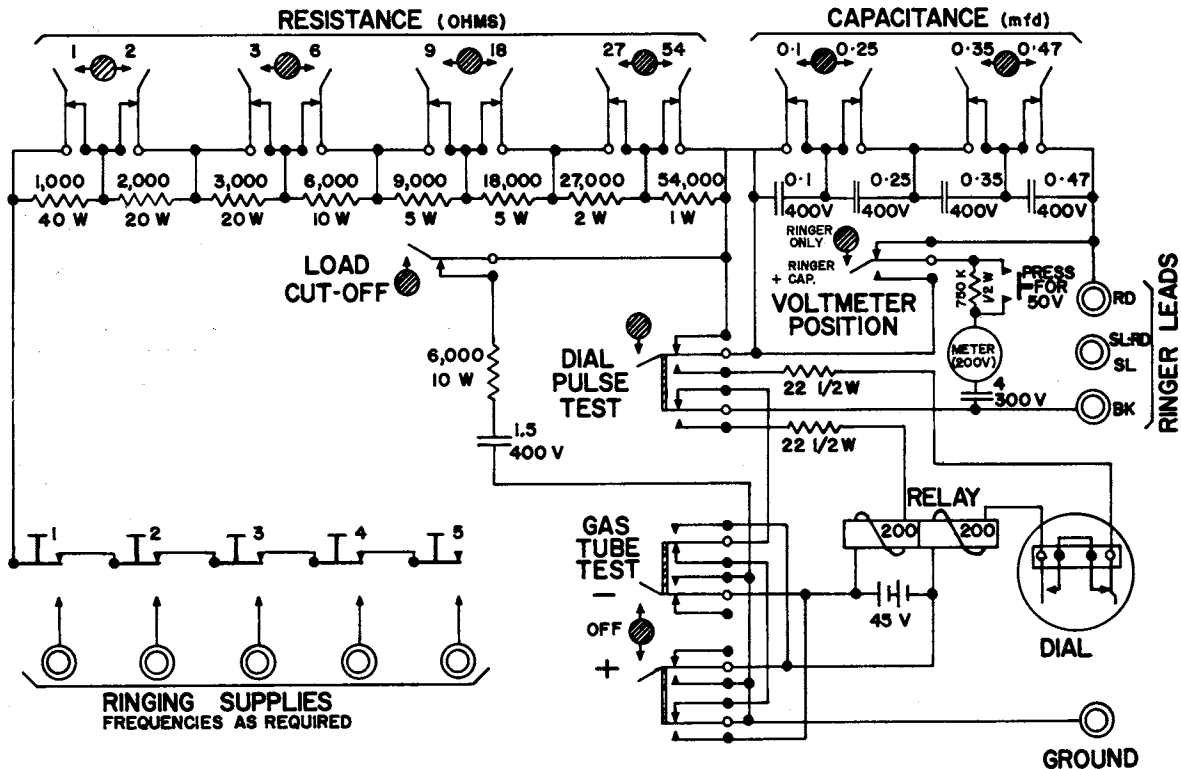 RESISTANCE (OHMS)
CAPACITANCE (mfd)
1 2 3 6 9 18 27 54 0.1 0.25 0.35 0.47
1,000 2,000 3,000 6,000 9,000 18,000 27,000 54,000 0.1 0.25 0.35 0.47
40 W 20 W 20 W 10 W 5 W 5 W 2 W 1 W 400V 400V 400V 400V
RINGER
ONLY
RINGER
+ CAP.
LOAD
CUT-OFF
VOLTMETER
POSITION
750 K
1/2 W
PRESS
FOR
50V
RD
METER
(200V)
SL-RD
SL
4
300 V
BK
RINGER LEADS
6,000
10 W
DIAL
PULSE
TEST
22 1/2 W
22 1/2 W
1.5
400 V
RELAY
200 200
1 2 3 4 5
GAS
TUBE
TEST
–
OFF
+
45 V
DIAL
RINGING SUPPLIES
FREQUENCIES AS REQUIRED
GROUND